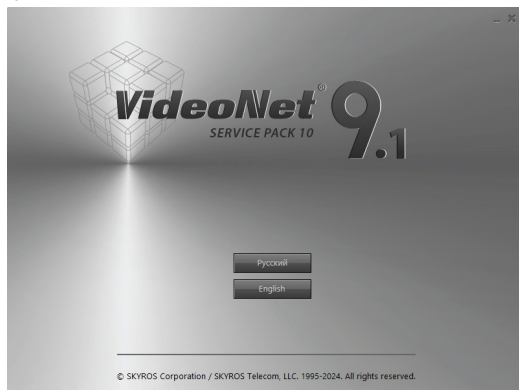 VideoNet® 9.1
SERVICE PACK 10
Русский
English
© SKYROS Corporation / SKYROS Telecom, LLC. 1995-2024. All rights reserved.